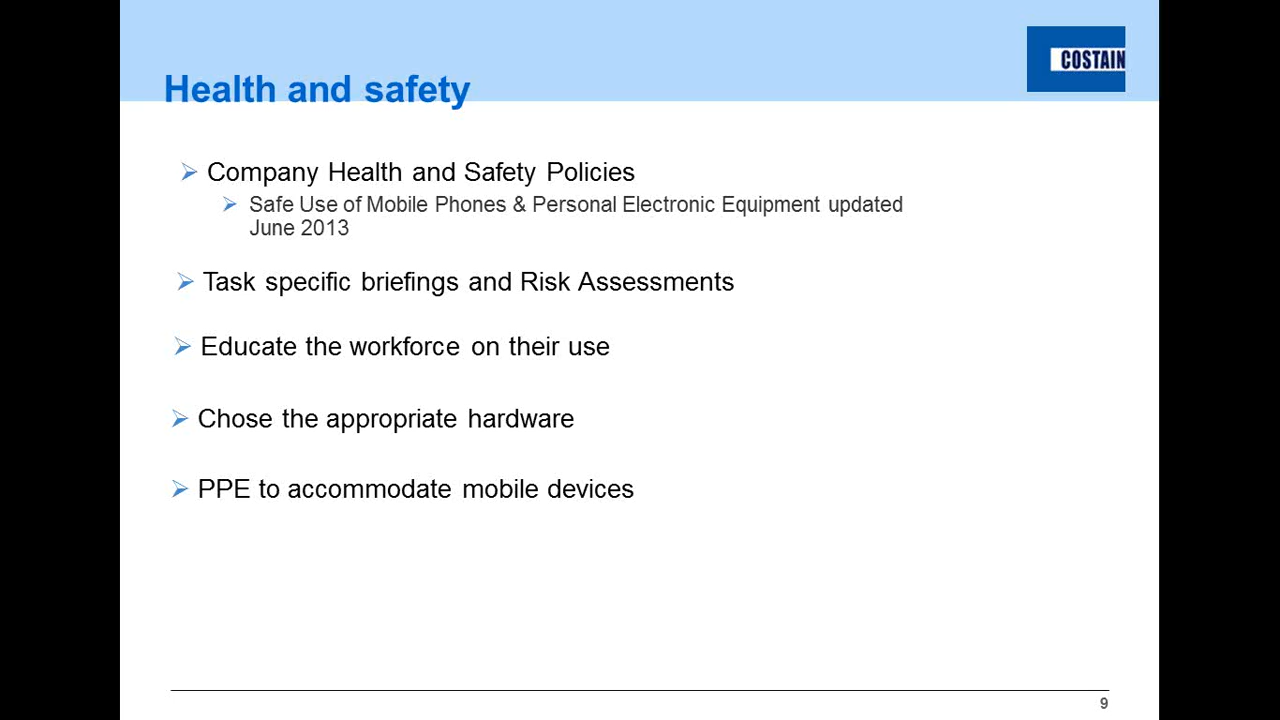 COSTAIN
Health and safety
Company Health and Safety Policies
Safe Use of Mobile Phones & Personal Electronic Equipment updated
June 2013
Task specific briefings and Risk Assessments
Educate the workforce on their use
Chose the appropriate hardware
PPE to accommodate mobile devices
9